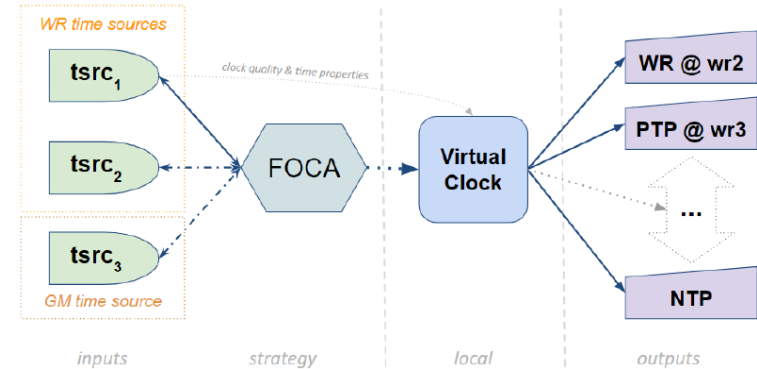 WR time sources
tsrc1
clock quality & time properties
tsrc2
tsrc3
GM time source
FOCA
Virtual
Clock
WR @ wr2
PTP @ wr3
...
NTP
inputs
strategy
local
outputs